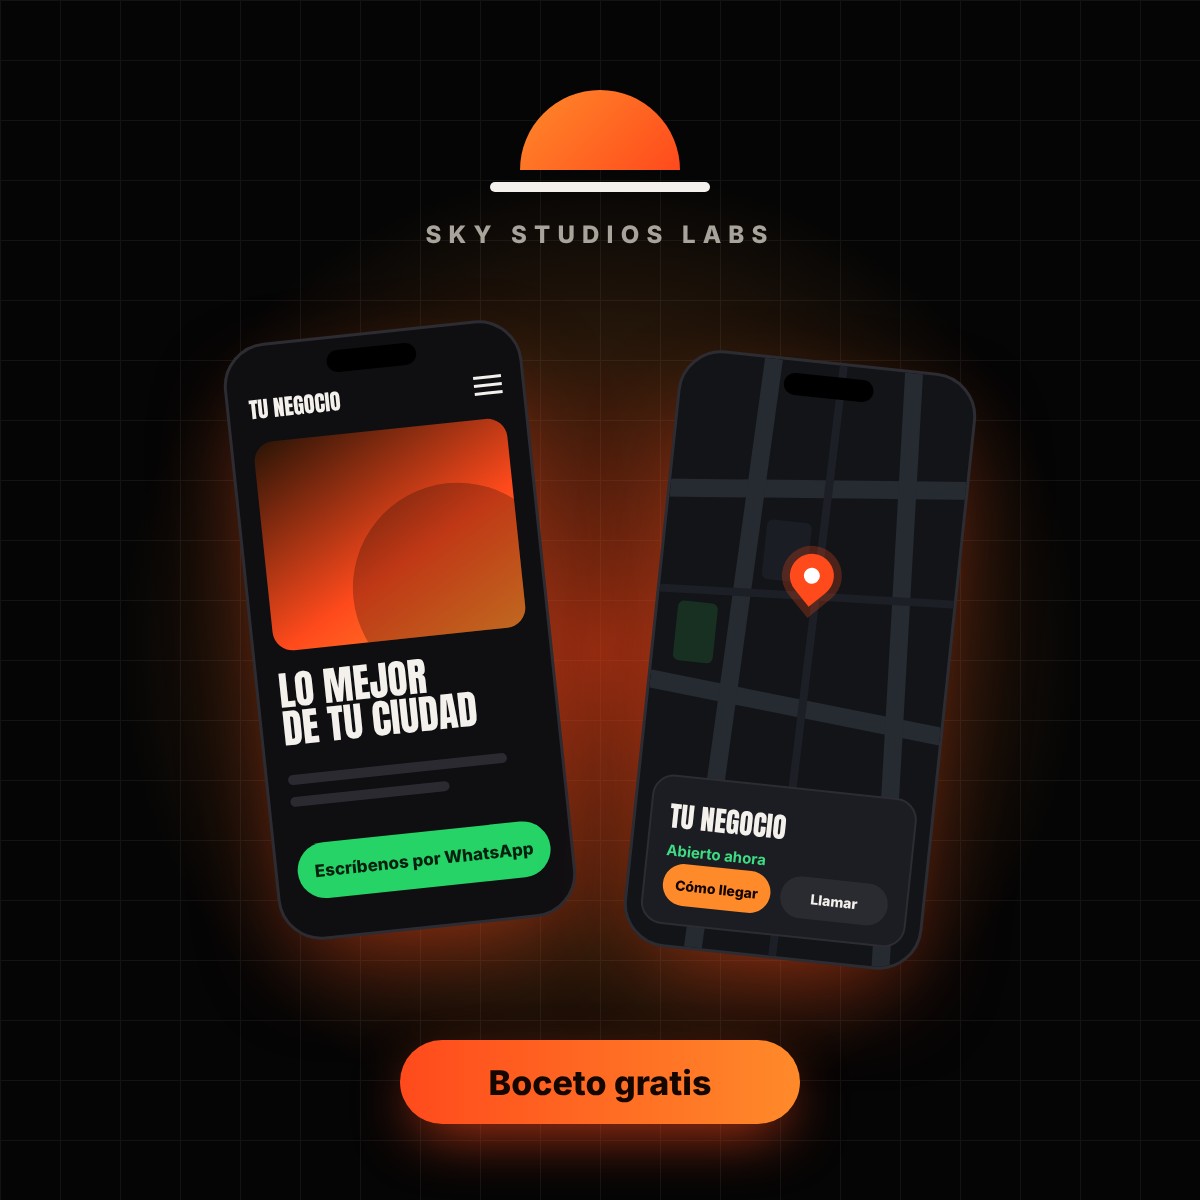 SKY STUDIOS LABS
TU NEGOCIO
LO MEJOR
DE TU CIUDAD
Escríbenos por WhatsApp
TU NEGOCIO
Abierto ahora
Cómo llegar
Llamar
Boceto gratis